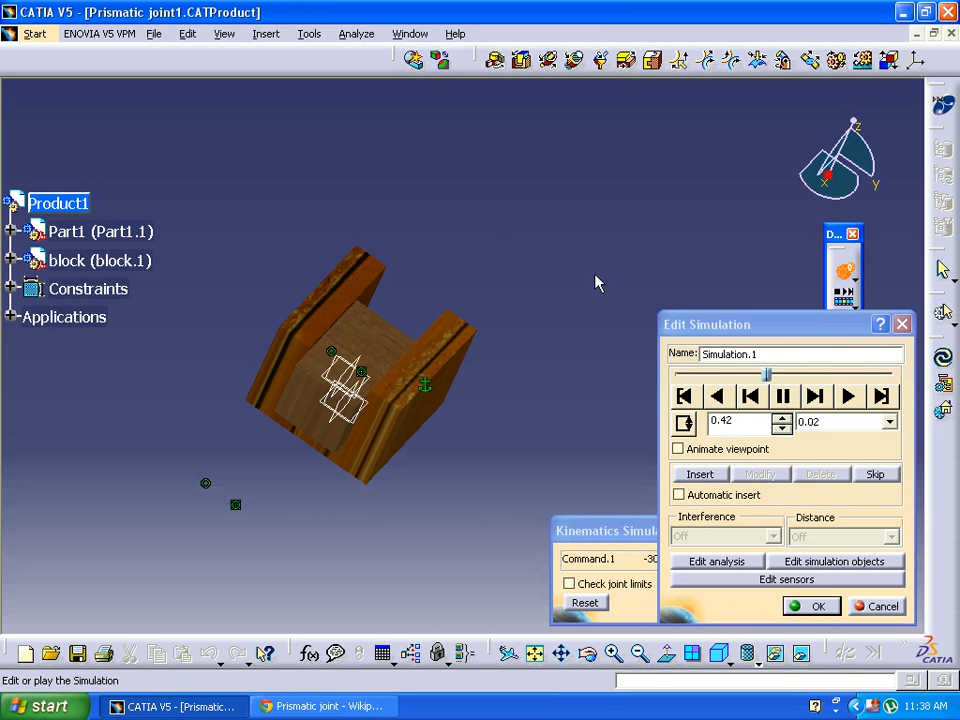 CATIA V5 - [Prismatic joint1.CATProduct]
Start ENOVIA V5 VPM File Edit View Insert Tools Analyze Window Help
z
x
y
Product1
Part1 (Part1.1)
block (block.1)
Constraints
Applications
D...
Edit Simulation
Name: Simulation.1
0.42 0.02
Animate viewpoint
Insert Modify Delete Skip
Automatic insert
Interference Distance
Off Off
Edit analysis Edit simulation objects
Edit sensors
OK Cancel
Kinematics Simul
Command.1 -30
Check joint limits
Reset
f(x)
CATIA
Edit or play the Simulation
start CATIA V5 - [Prismatic... Prismatic joint - Wikip... 11:38 AM